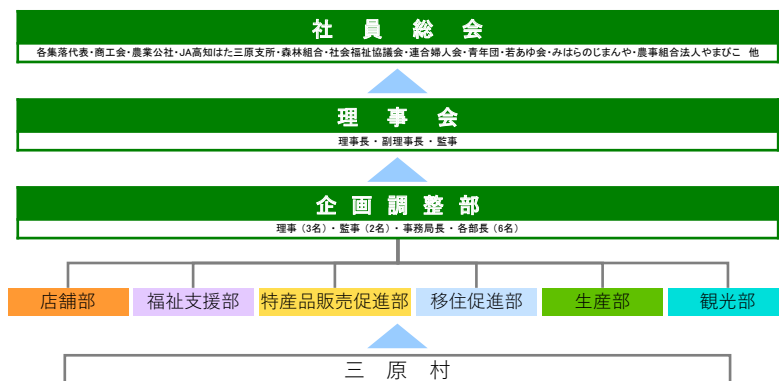 社員総会
各集落代表・商工会・農業公社・JA高知はた三原支所・森林組合・社会福祉協議会・連合婦人会・青年団・若あゆ会・みはらのじまんや・農事組合法人やまびこ 他
理事会
理事長・副理事長・監事
企画調整部
理事（3名）・監事（2名）・事務局長・各部長（6名）
店舗部 福祉支援部 特産品販売促進部 移住促進部 生産部 観光部
三原村